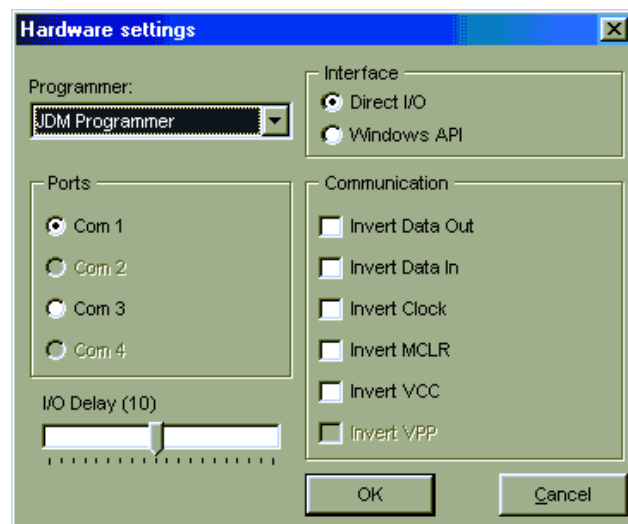 Hardware settings
Programmer:
JDM Programmer
Interface
Direct I/O
Windows API
Ports
Com 1
Com 2
Com 3
Com 4
Communication
Invert Data Out
Invert Data In
Invert Clock
Invert MCLR
Invert VCC
Invert VPP
I/O Delay (10)
OK
Cancel